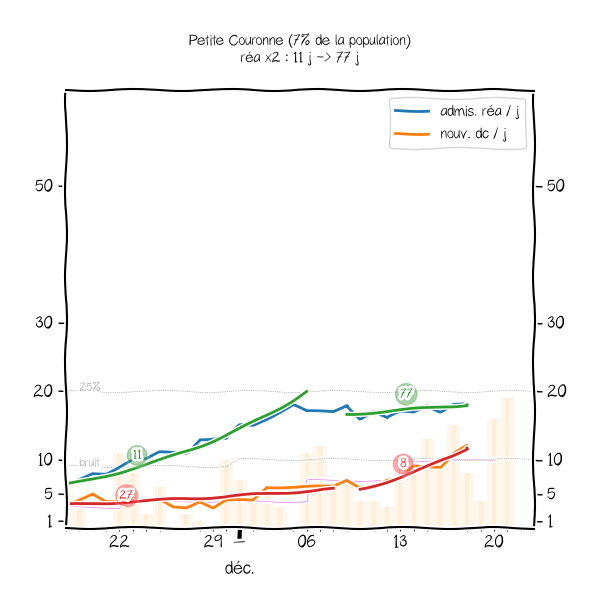 Petite Couronne (7% de la population)
réa x2 : 11 j -> 77 j
admis. réa / j
nouv. dc / j
50 50
30 30
20 20
25%
77
11
bruit
10 10
8
27
5 5
1 1
22 29 1 06 13 20
déc.